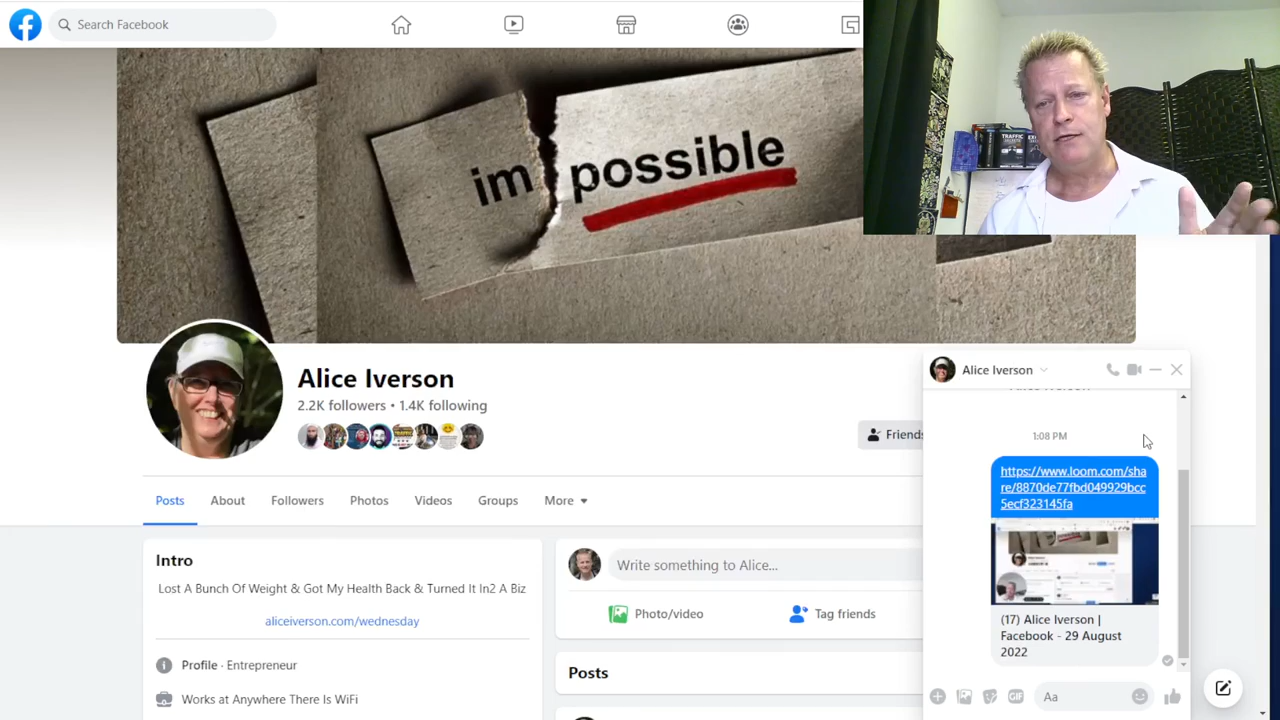 Search Facebook
impossible
TRAFFIC
Alice Iverson
2.2K followers • 1.4K following
Friends
Posts
About
Followers
Photos
Videos
Groups
More
Intro
Lost A Bunch Of Weight & Got My Health Back & Turned It In2 A Biz
aliceiverson.com/wednesday
Profile · Entrepreneur
Works at Anywhere There Is WiFi
Write something to Alice...
Photo/video
Tag friends
Posts
Alice Iverson
1:08 PM
https://www.loom.com/sha
re/8870de77fbd049929bcc
5ecf323145fa
(17) Alice Iverson |
Facebook - 29 August
2022
GIF
Aa